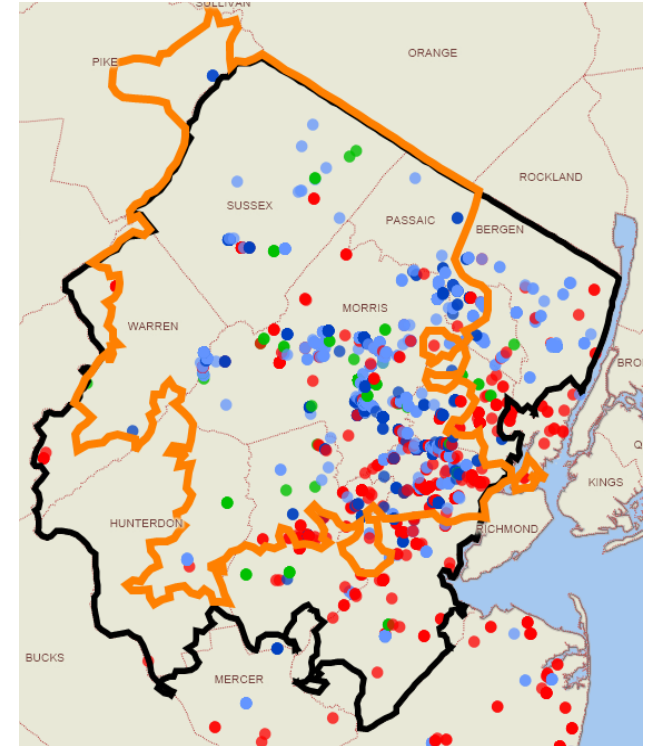 SULLIVAN
ORANGE
PIKE
ROCKLAND
SUSSEX
PASSAIC
BERGEN
MORRIS
WARREN
BRO
Q
KINGS
HUNTERDON
RICHMOND
BUCKS
MERCER